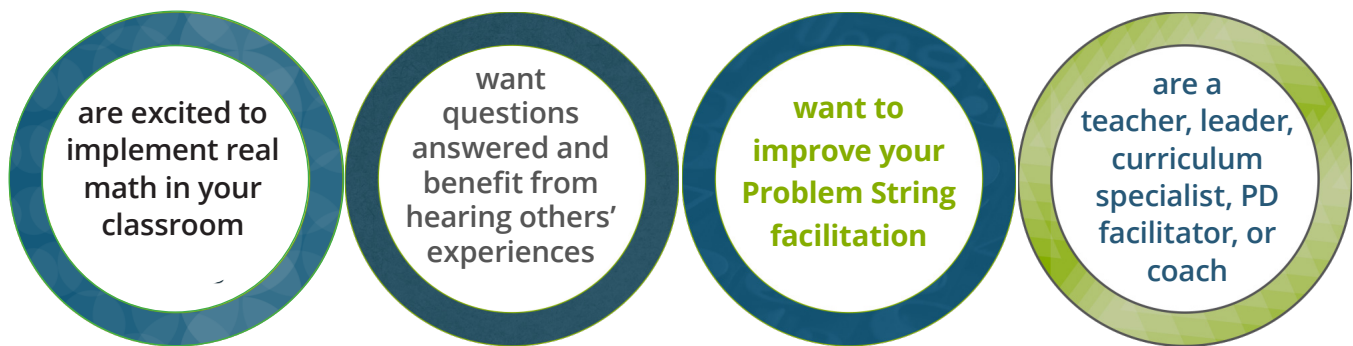 are excited to
implement real
math in your
classroom
want
questions
answered and
benefit from
hearing others’
experiences
want to
improve your
Problem String
facilitation
are a
teacher, leader,
curriculum
specialist, PD
facilitator, or
coach